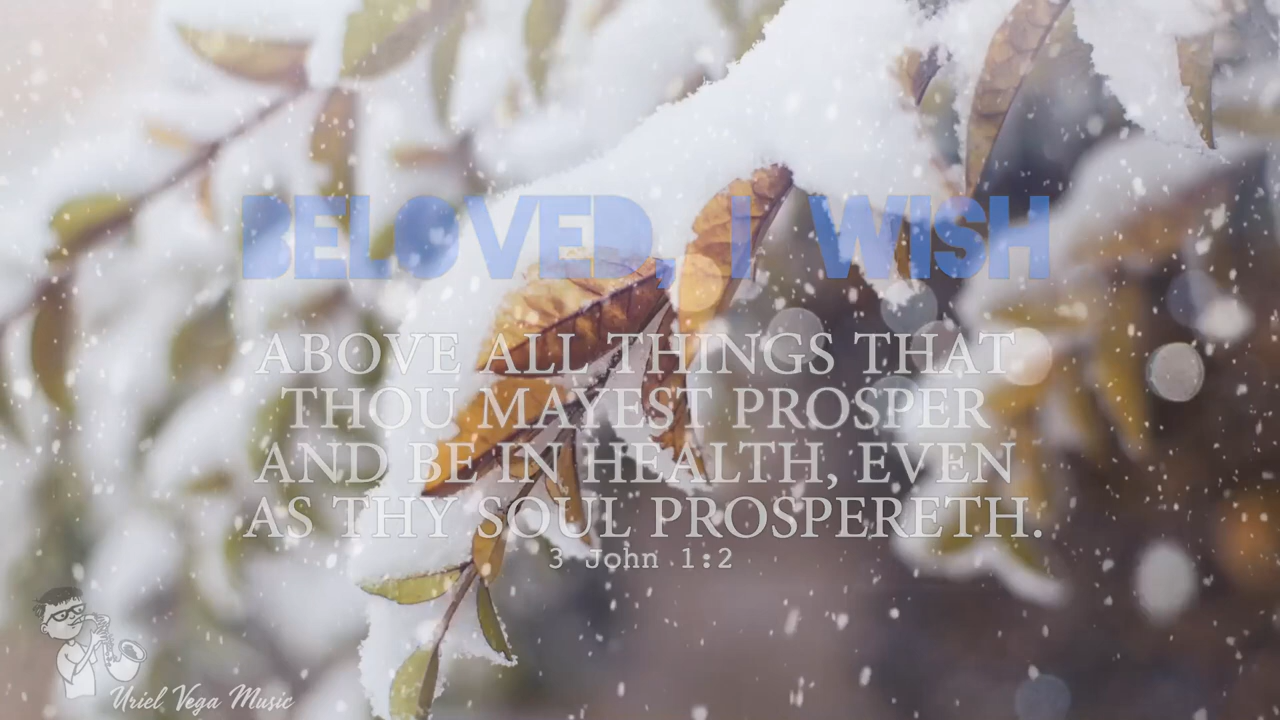 BELOVED, I WISH
ABOVE ALL THINGS THAT
THOU MAYEST PROSPER
AND BE IN HEALTH, EVEN
AS THY SOUL PROSPERETH.
3 John 1:2
Uriel Vega Music